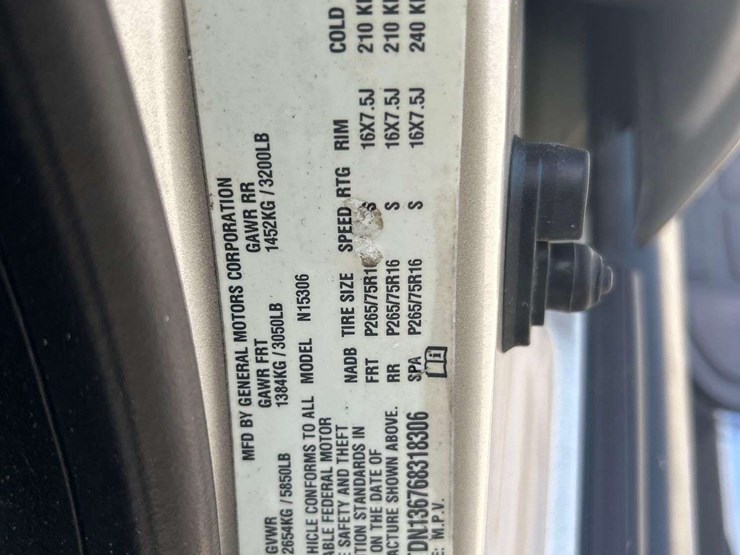 MFD BY GENERAL MOTORS CORPORATION
GVWR GAWR FRT GAWR RR
2654KG / 5850LB 1384KG / 3050LB 1452KG / 3200LB
HICLE CONFORMS TO ALL MODEL N15306
ABLE FEDERAL MOTOR
E SAFETY AND THEFT
TION STANDARDS IN
ON THE DATE OF
ACTURE SHOWN ABOVE.
NADB TIRE SIZE SPEED RTG RIM COLD
FRT P265/75R16 S 16X7.5J 210 K
RR P265/75R16 S 16X7.5J 210 K
SPA P265/75R16 S 16X7.5J 240 K
TDN136768318306
E: M.P.V.